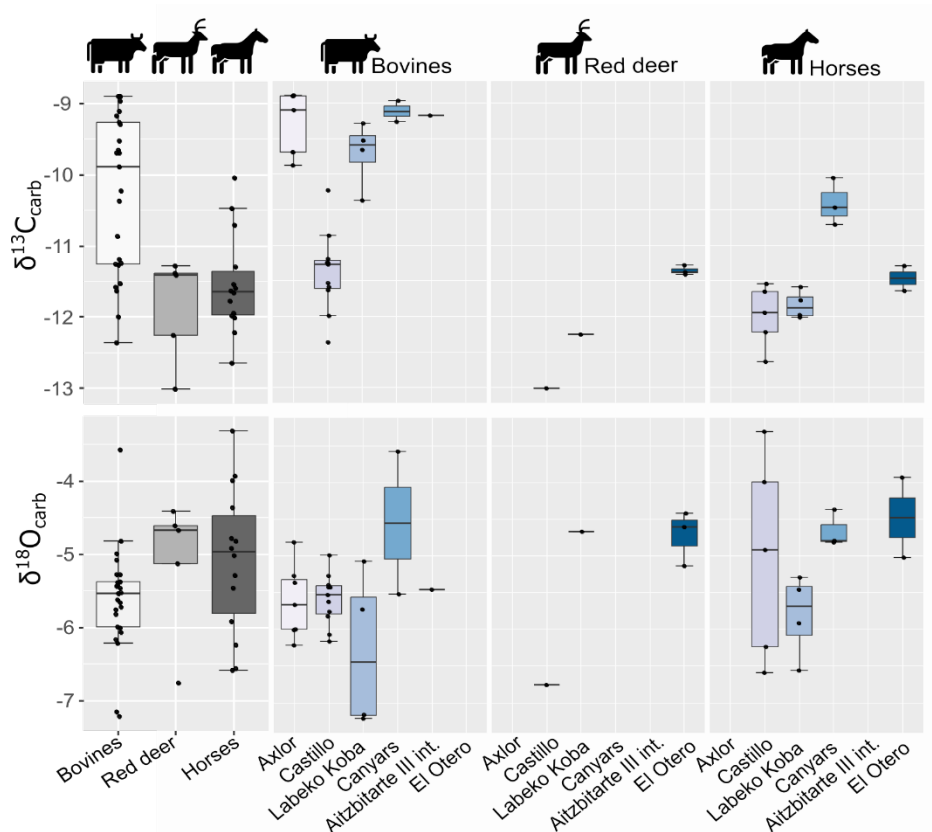 Bovines
Red deer
Horses
δ13Ccarb
-9
-10
-11
-12
-13
δ18Ocarb
-4
-5
-6
-7
Bovines
Red deer
Horses
Axlor
Castillo
Labeko Koba
Canyars
Aitzbitarte III int.
El Otero
Axlor
Castillo
Labeko Koba
Canyars
Aitzbitarte III int.
El Otero
Axlor
Castillo
Labeko Koba
Canyars
Aitzbitarte III int.
El Otero